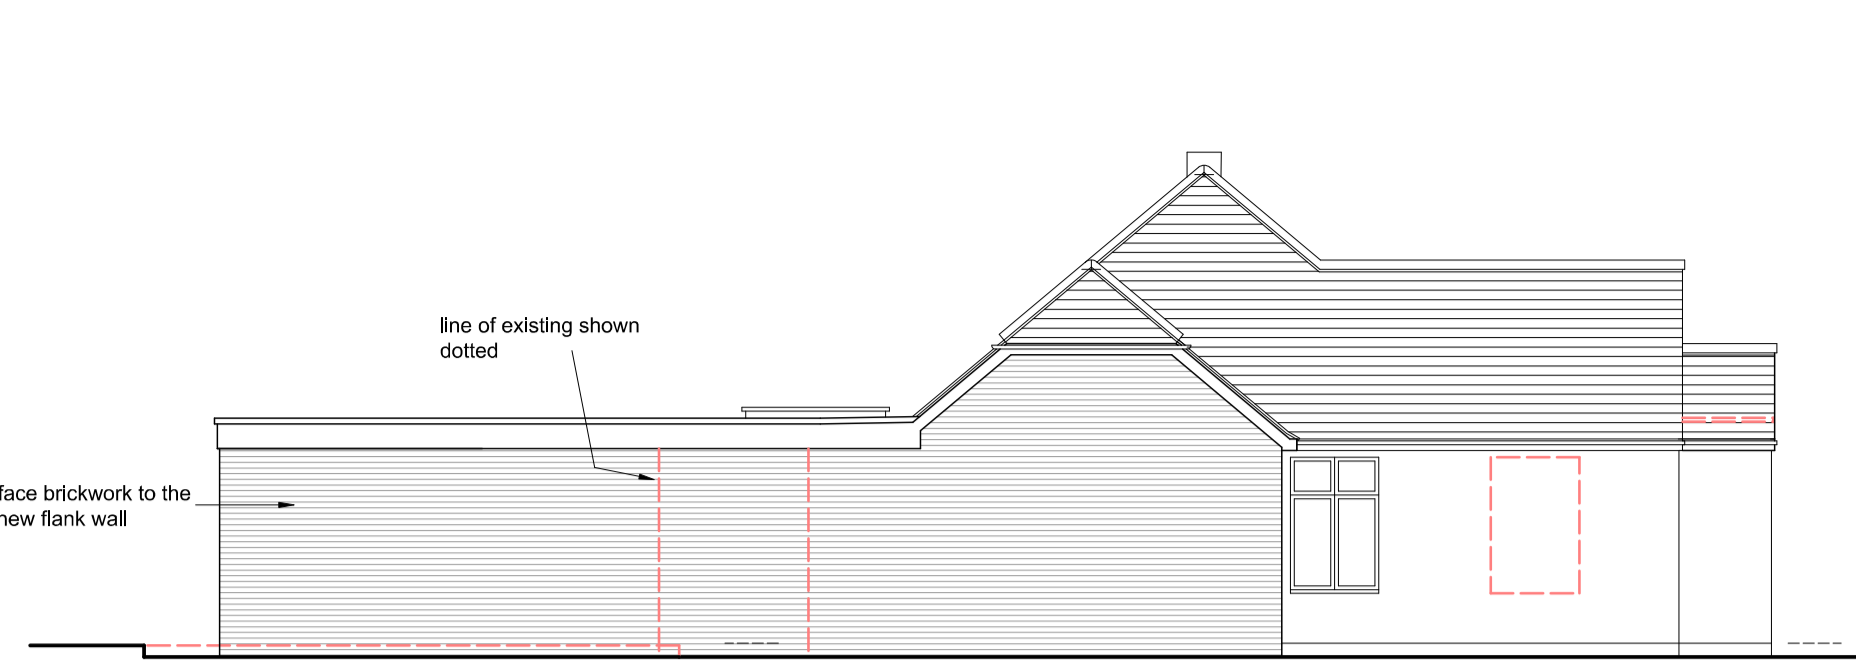 line of existing shown
dotted
face brickwork to the
new flank wall